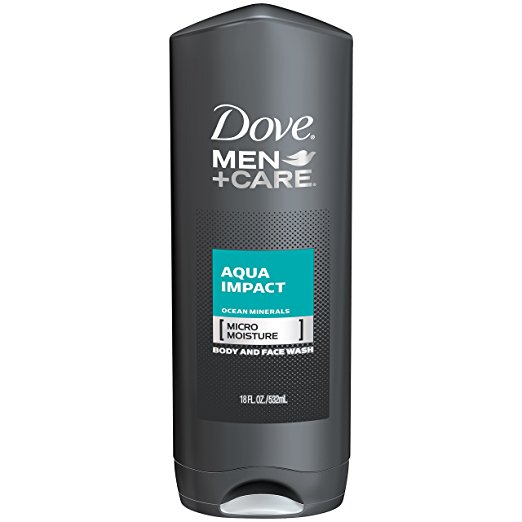 Dove®
MEN
+CARE®
AQUA
IMPACT
OCEAN MINERALS
[ MICRO
MOISTURE ]
BODY AND FACE WASH
18 FL. OZ./532mL